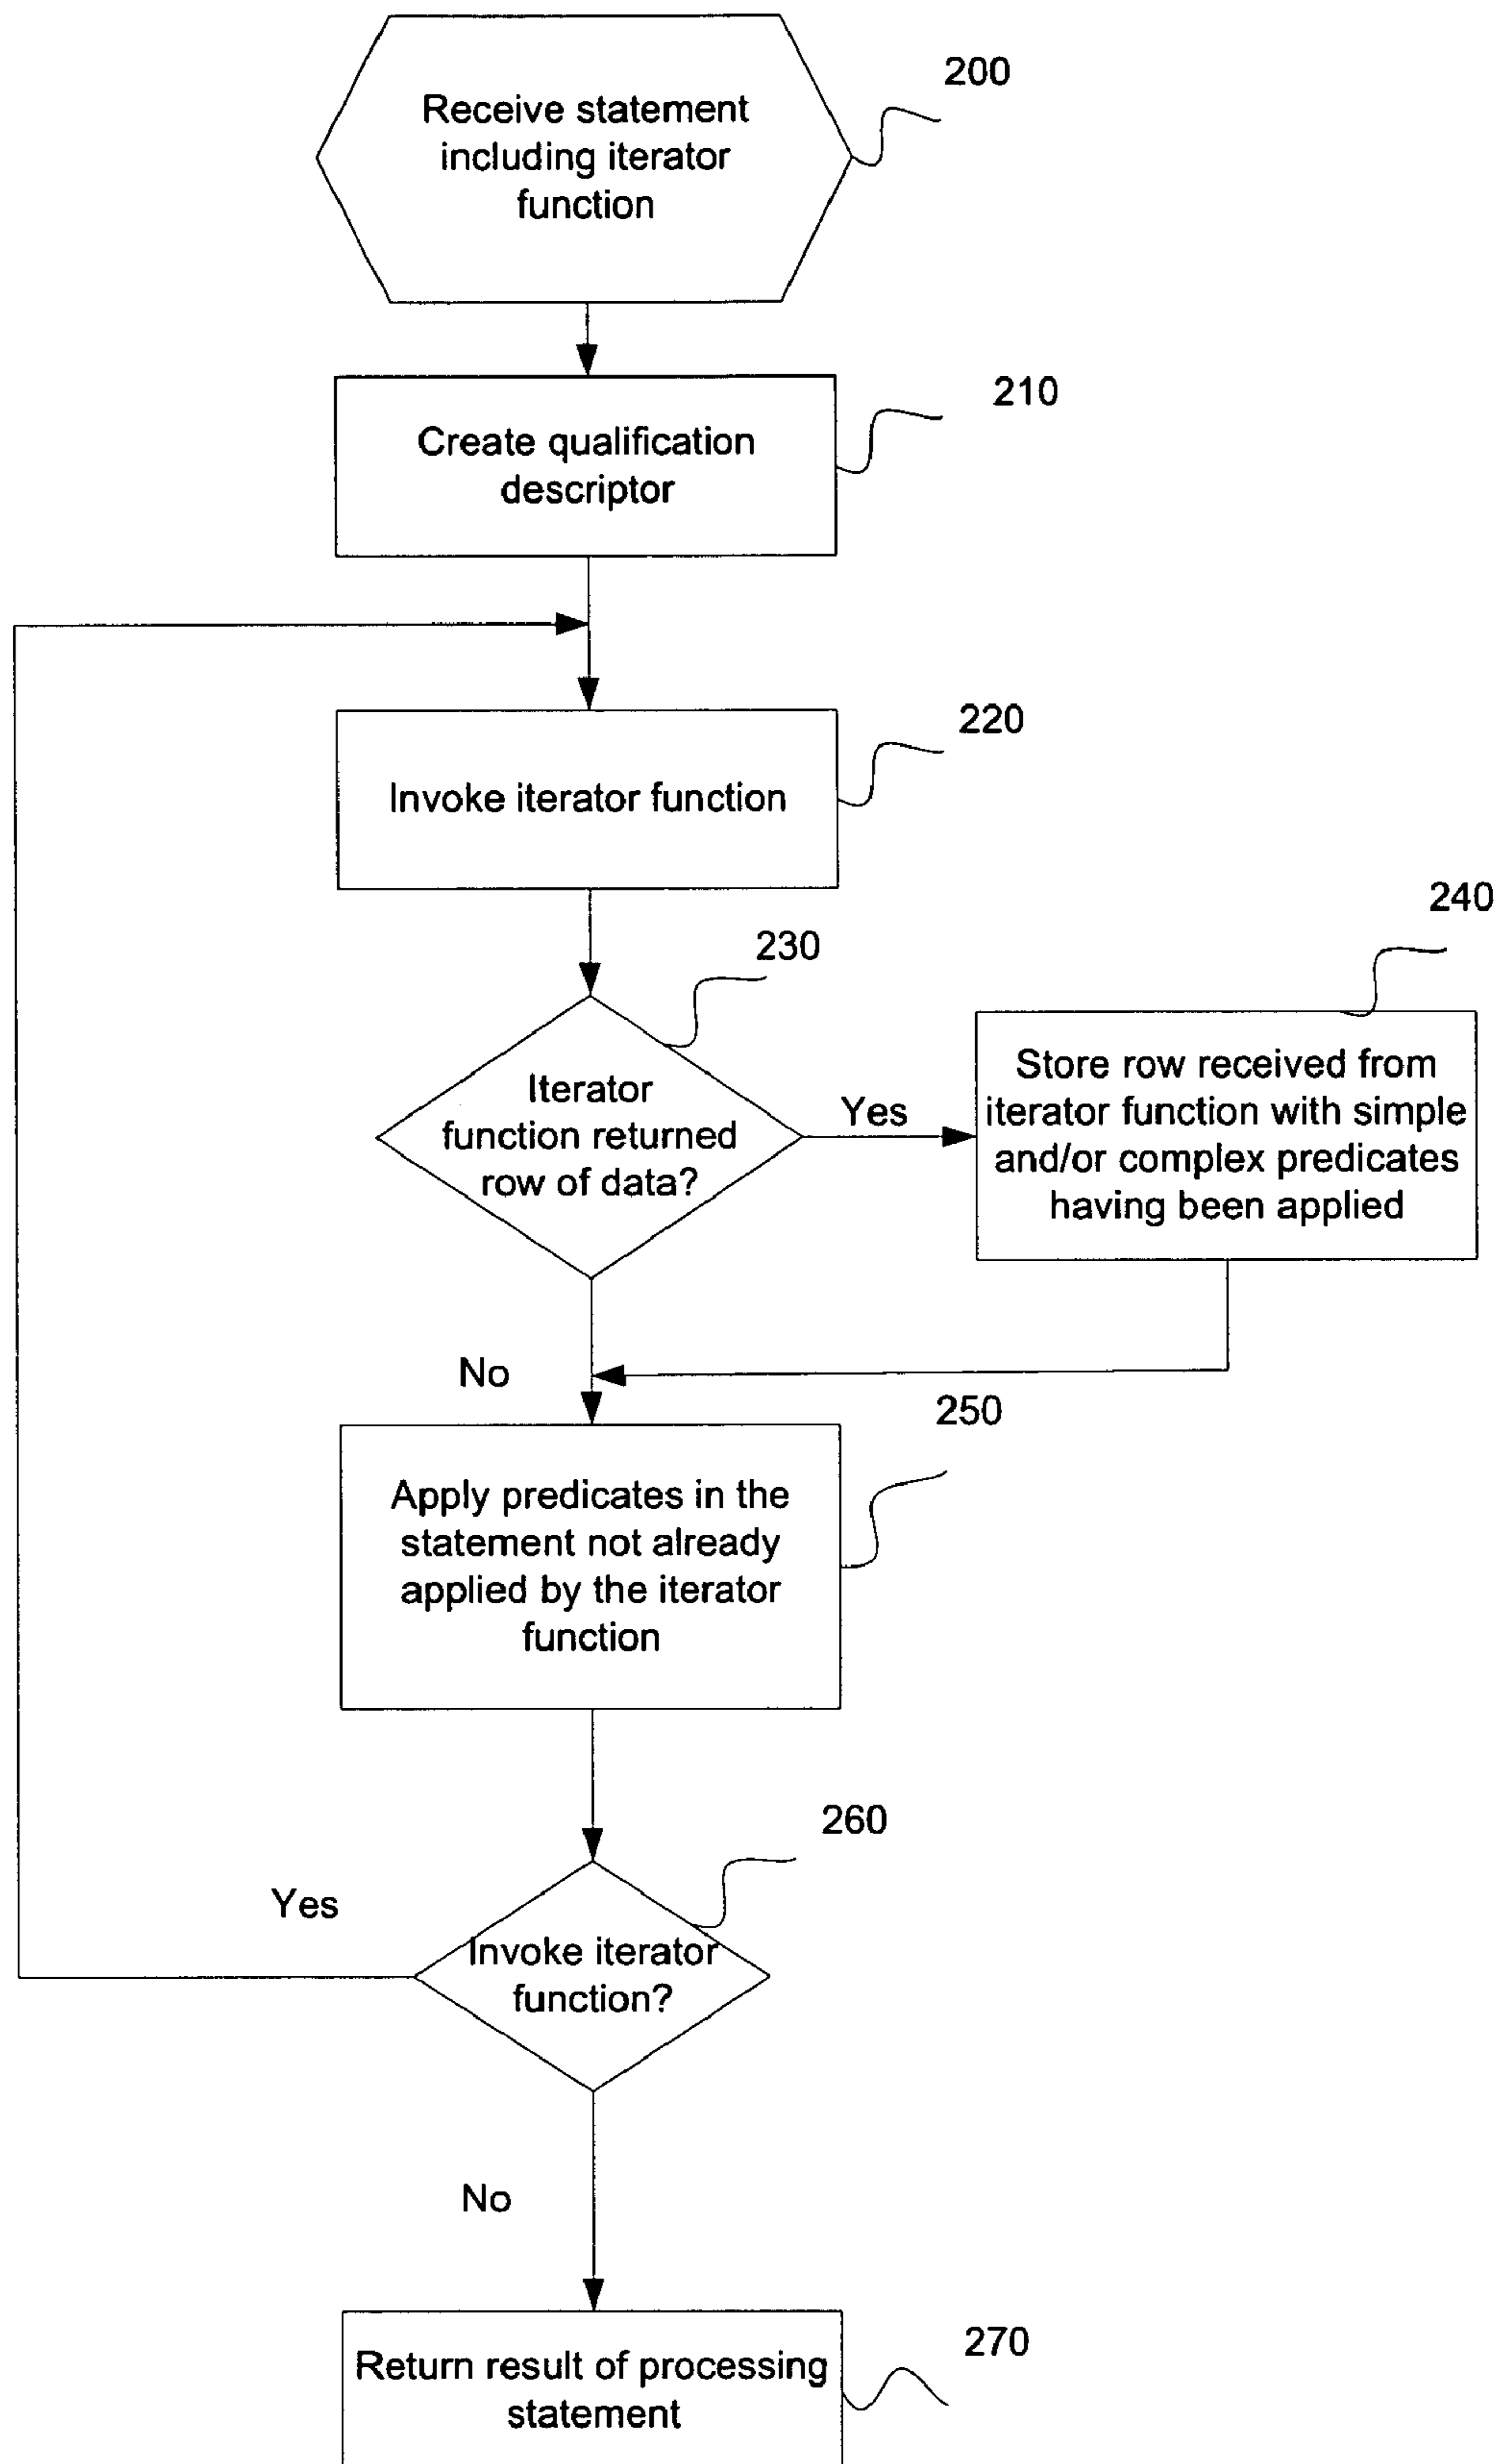 200
Receive statement
including iterator
function
210
Create qualification
descriptor
220
Invoke iterator function
230
240
Iterator
function returned
row of data?
Yes
Store row received from
iterator function with simple
and/or complex predicates
having been applied
No
250
Apply predicates in the
statement not already
applied by the iterator
function
260
Yes
Invoke iterator
function?
No
270
Return result of processing
statement